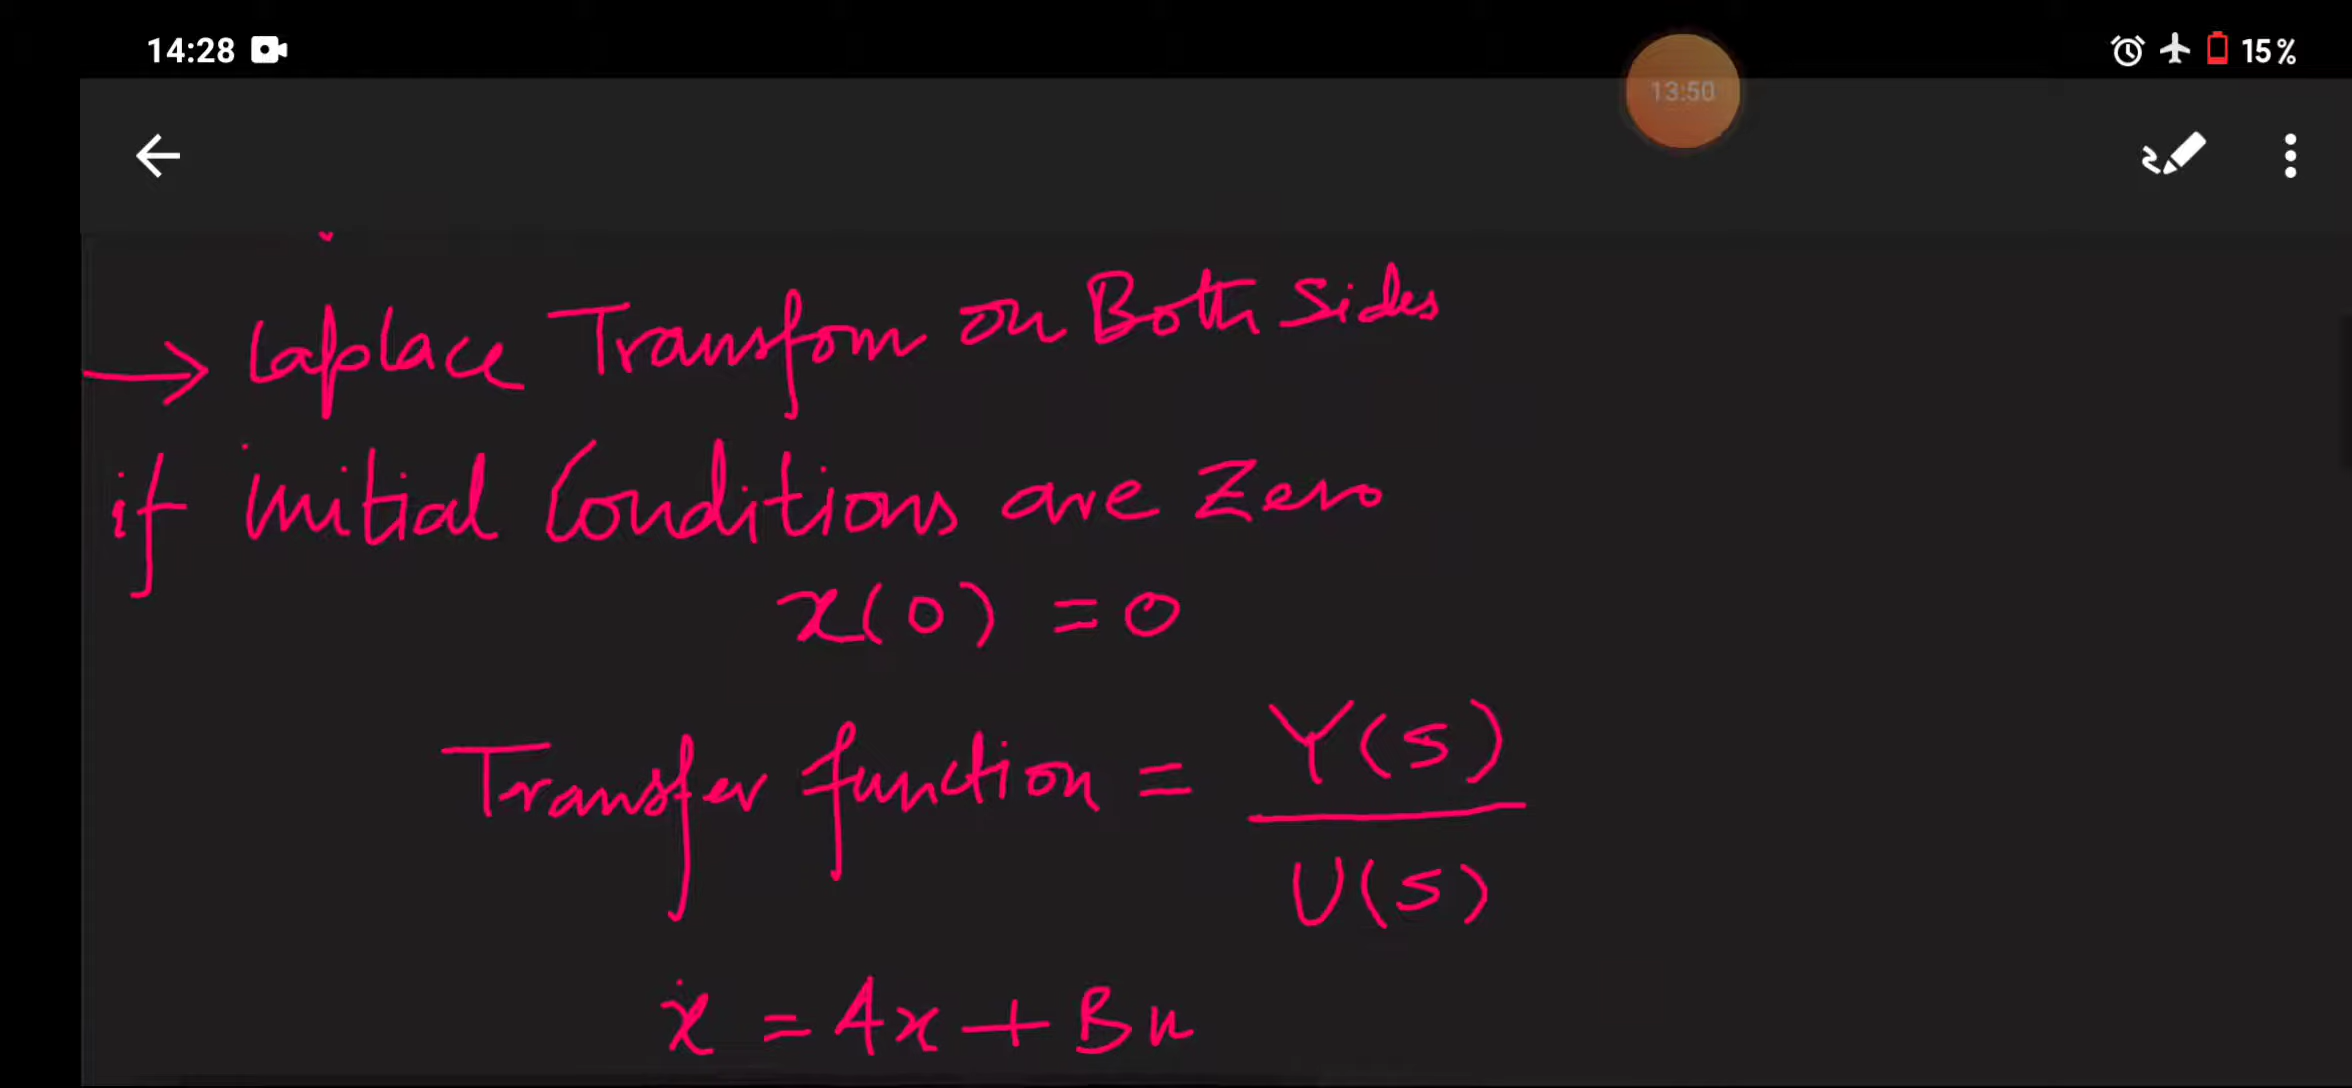 14:28
13:50
15%
→ Laplace Transfom on Both Sides
if initial Conditions are Zero
x(0) = 0
Transfer function = Y(s) / U(s)
ẋ = Ax + Bu